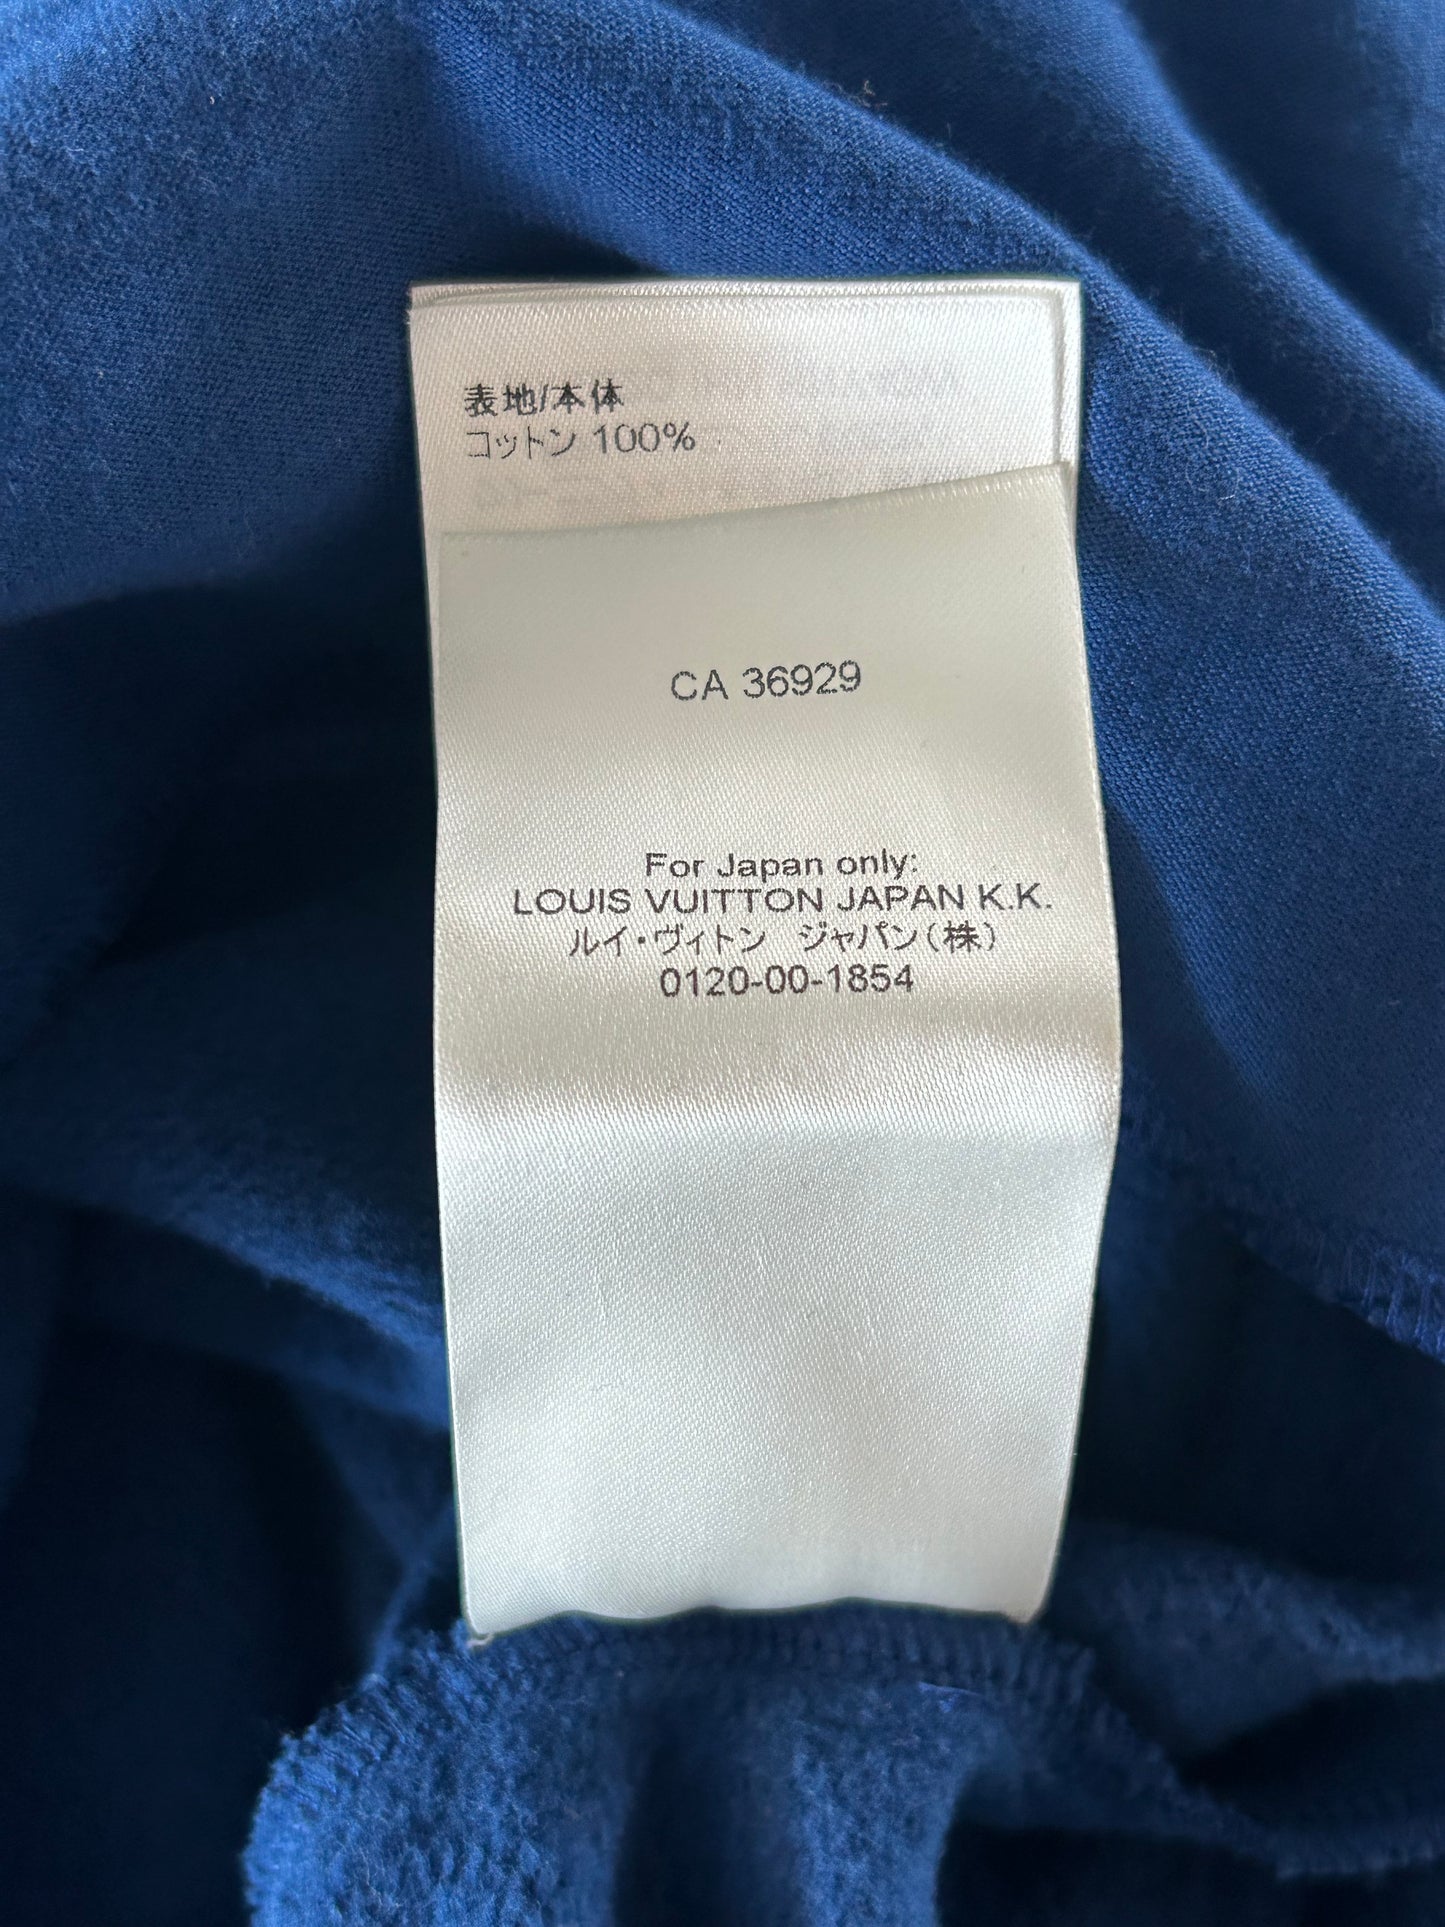 表地/本体
コットン 100%
CA 36929
For Japan only:
LOUIS VUITTON JAPAN K.K.
ルイ・ヴィトン ジャパン(株)
0120-00-1854